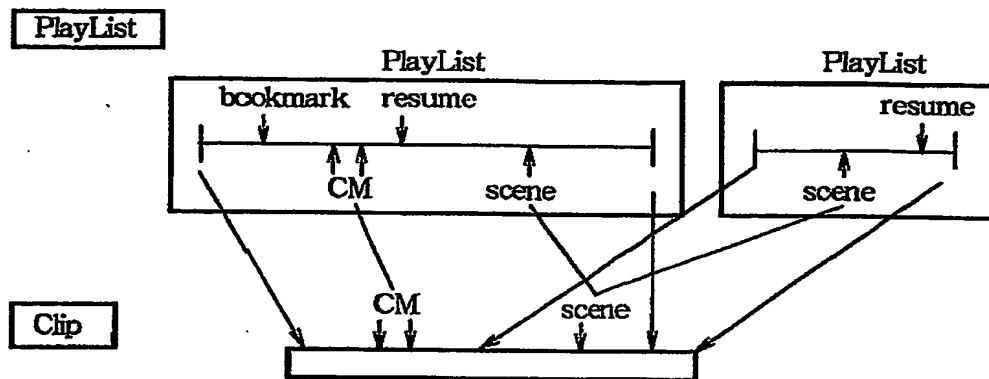 PlayList
PlayList PlayList
bookmark resume
resume
CM scene scene
CM scene
Clip